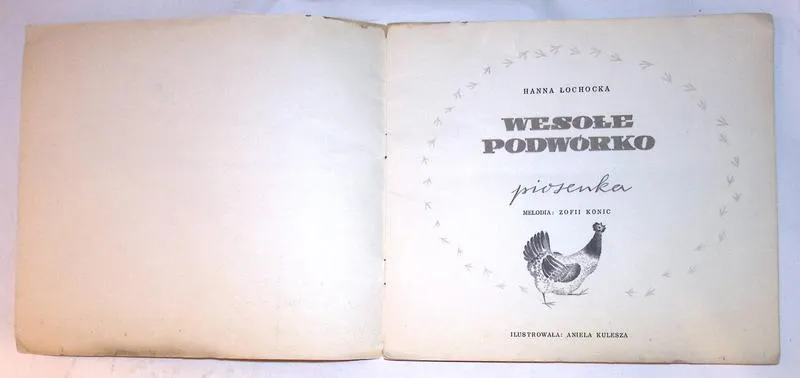 HANNA ŁOCHOCKA
WESOŁE
PODWÓRKO
piosenka
MELODIA: ZOFII KONIC
ILUSTROWAŁA: ANIELA KULESZA